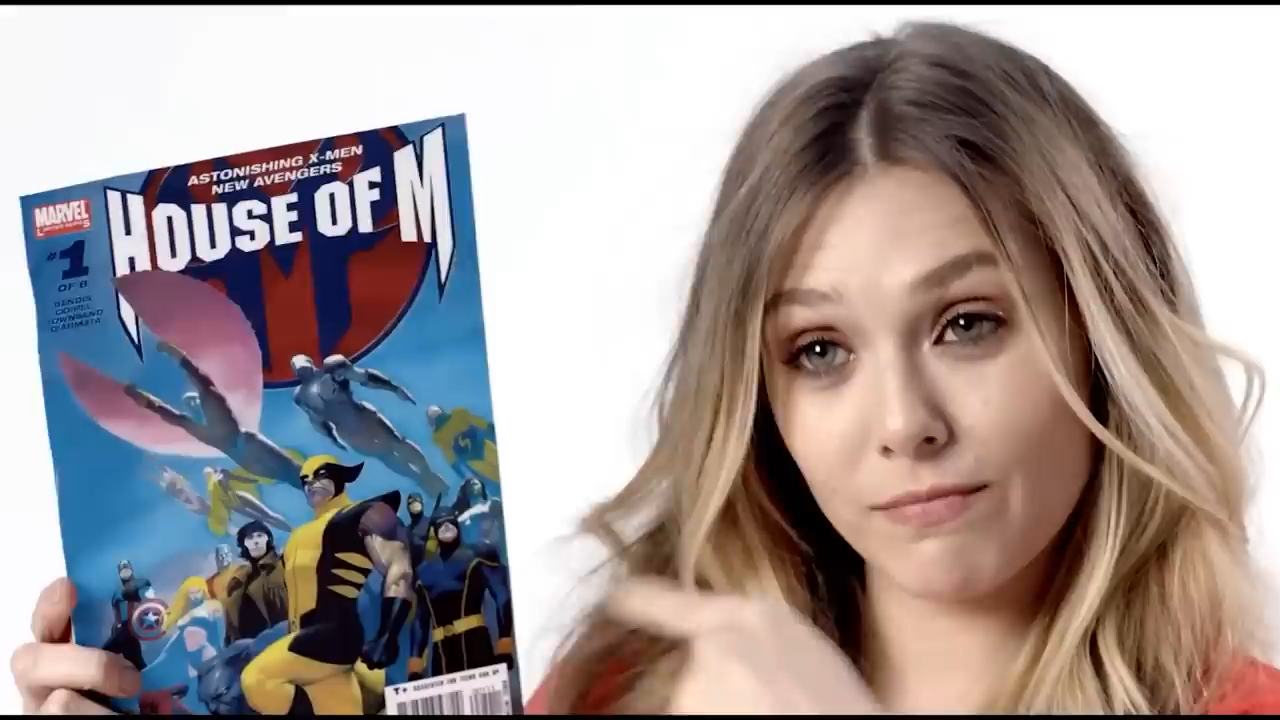 ASTONISHING X-MEN
NEW AVENGERS
HOUSE OF M
MARVEL
#1
OF 8
BENDIS
COIPEL
TOWNSEND
D'ARMATA
T+